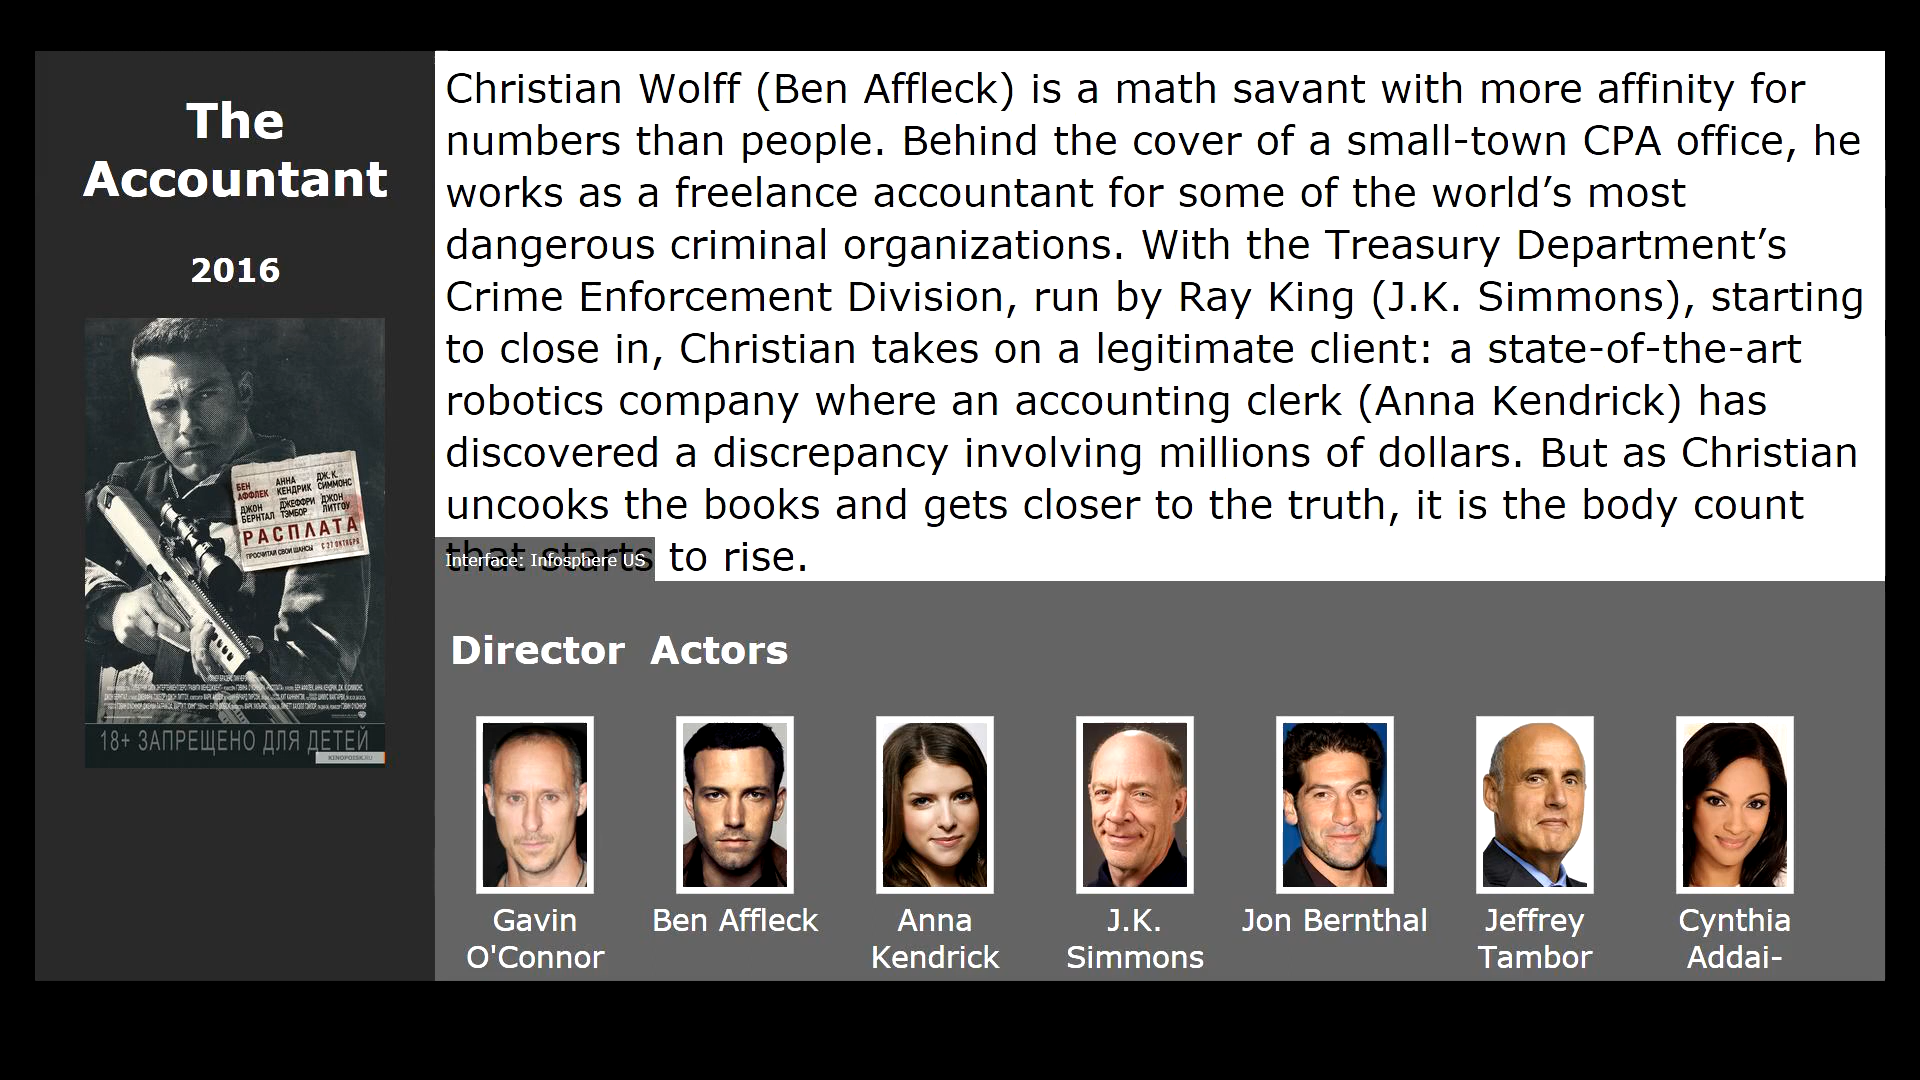 The
Accountant
2016
БЕН
АФФЛЕК
АННА
КЕНДРИК
ДЖ. К.
СИММОНС
ДЖОН
БЕРНТАЛ
ДЖЕФФРИ
ТЭМБОР
ДЖОН
ЛИТГОУ
РАСПЛАТА
ПРОСЧИТАЙ СВОИ ШАНСЫ
С 27 ОКТЯБРЯ
18+ ЗАПРЕЩЕНО ДЛЯ ДЕТЕЙ
KINOPOISK.RU
Christian Wolff (Ben Affleck) is a math savant with more affinity for
numbers than people. Behind the cover of a small-town CPA office, he
works as a freelance accountant for some of the world’s most
dangerous criminal organizations. With the Treasury Department’s
Crime Enforcement Division, run by Ray King (J.K. Simmons), starting
to close in, Christian takes on a legitimate client: a state-of-the-art
robotics company where an accounting clerk (Anna Kendrick) has
discovered a discrepancy involving millions of dollars. But as Christian
uncooks the books and gets closer to the truth, it is the body count
that starts to rise.
Interface: Infosphere US
Director Actors
Gavin
O'Connor
Ben Affleck
Anna
Kendrick
J.K.
Simmons
Jon Bernthal
Jeffrey
Tambor
Cynthia
Addai-